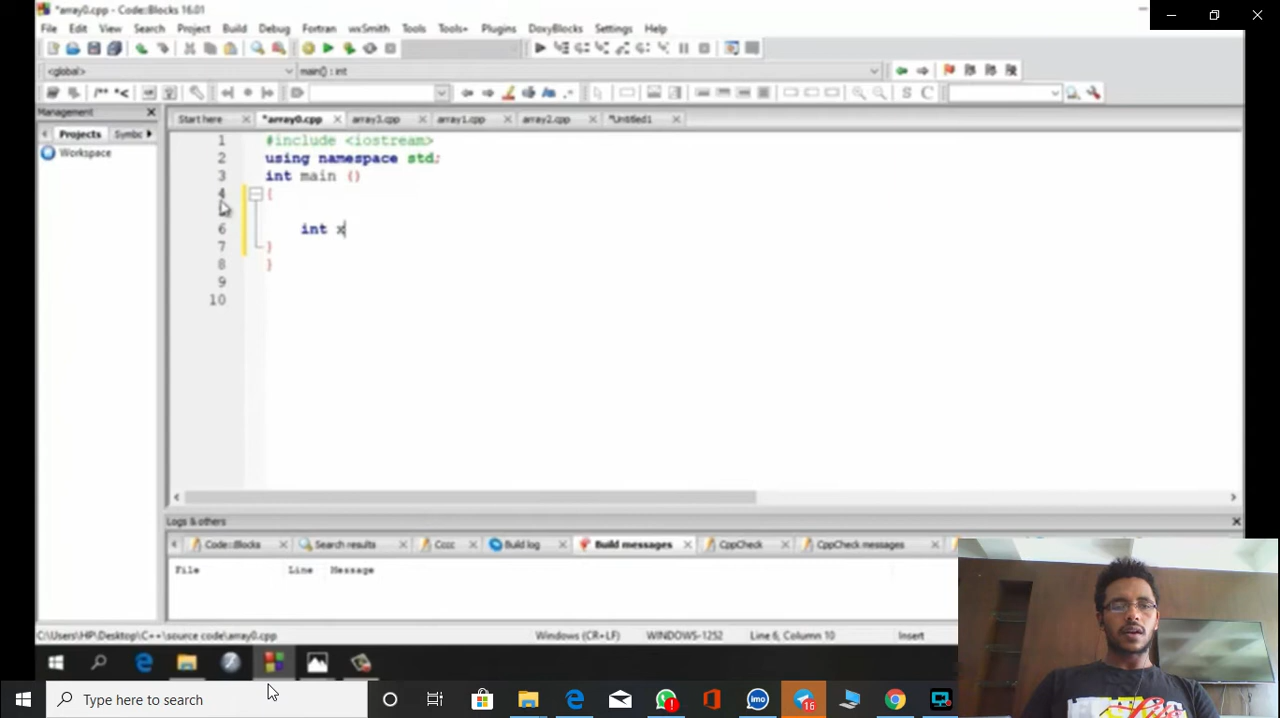 *array0.cpp - Code::Blocks 16.01
File Edit View Search Project Build Debug Fortran wxSmith Tools Tools+ Plugins DoxyBlocks Settings Help
<global> main() : int
/** *<
S C
Management
Start here *array0.cpp array3.cpp array1.cpp array2.cpp *Untitled1
Projects Symbc
Workspace
1 #include <iostream>
2 using namespace std;
3 int main ()
4 {
6 int x
7 }
8 }
9
10
Logs & others
Code::Blocks Search results Cccc Build log Build messages CppCheck CppCheck messages
File Line Message
C:\Users\HP\Desktop\C++\source code\array0.cpp Windows (CR+LF) WINDOWS-1252 Line 6, Column 10 Insert
Type here to search
imo
16